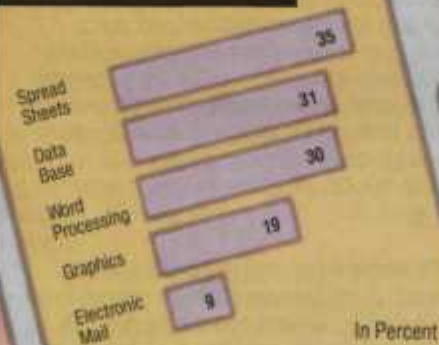 35
Spread
Sheets
31
Data
Base
30
Word
Processing
19
Graphics
9
Electronic
Mail
In Percent